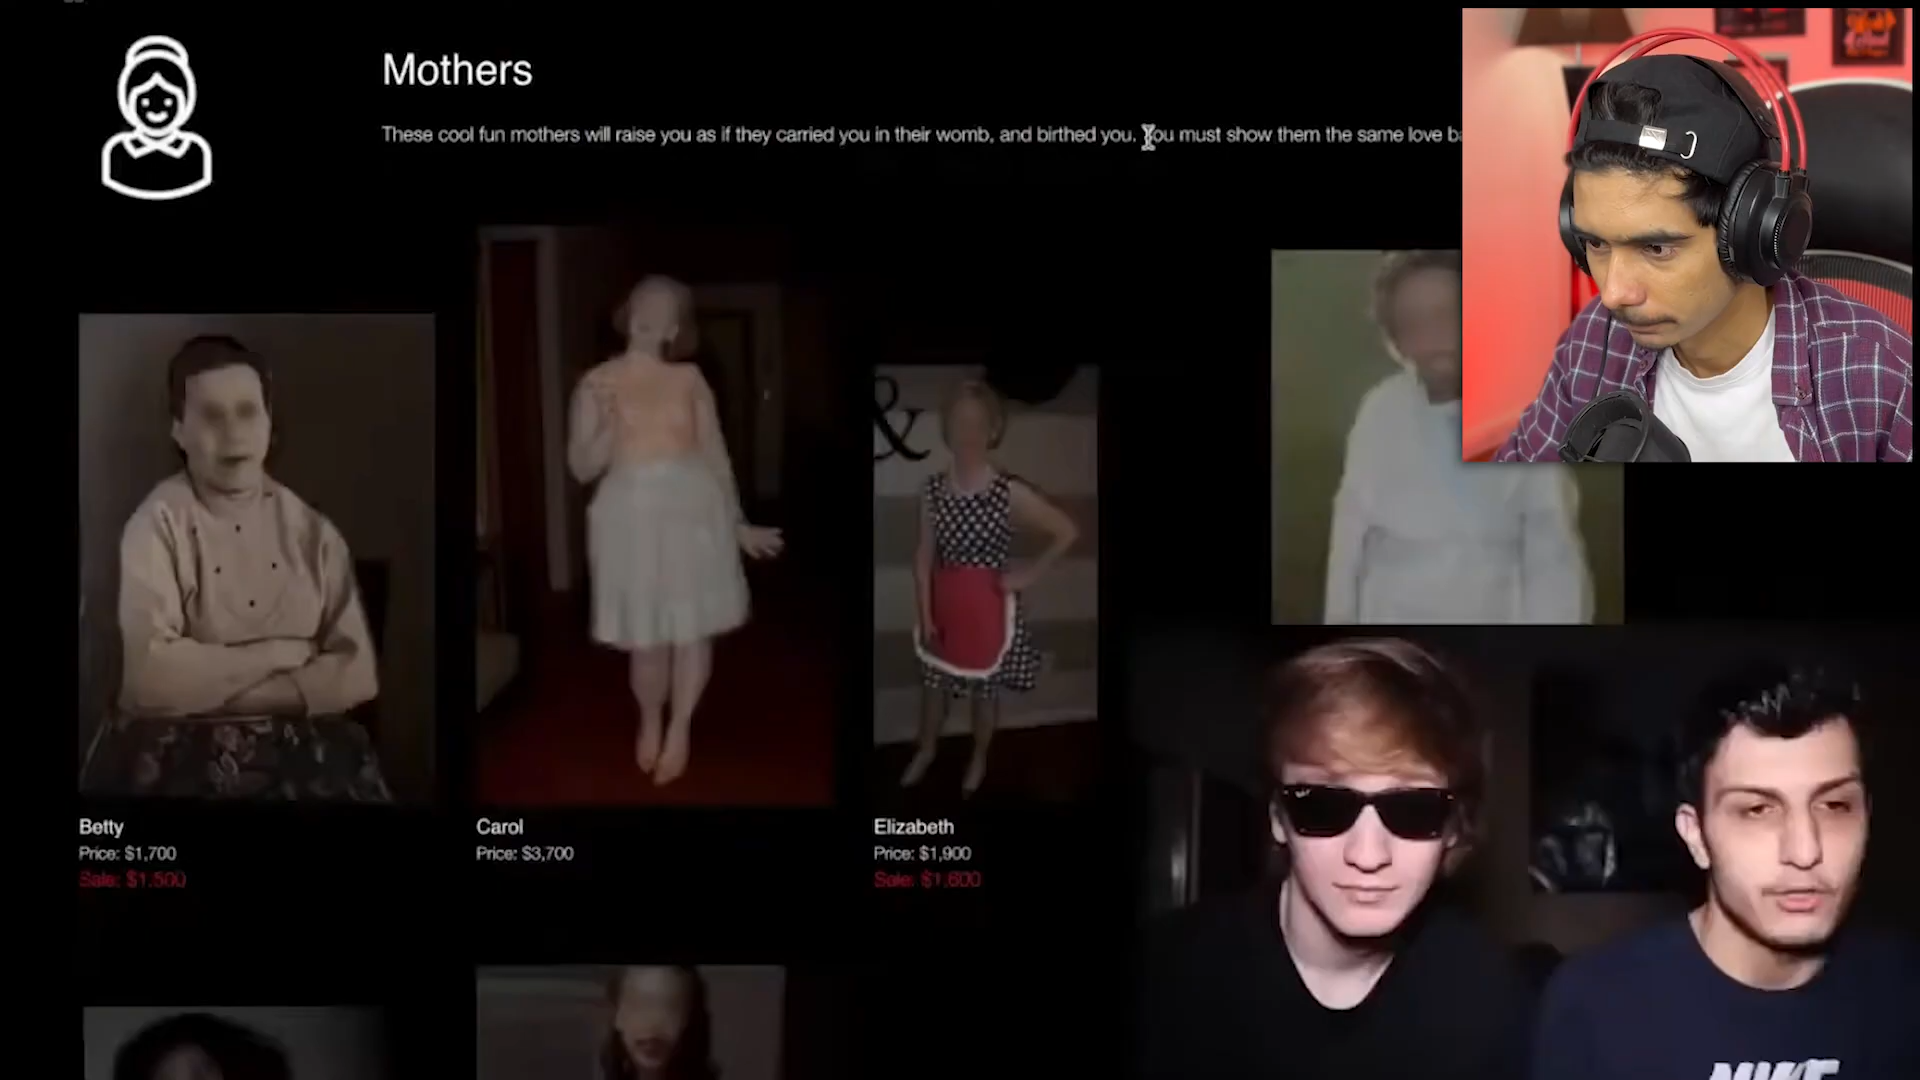 Mothers
These cool fun mothers will raise you as if they carried you in their womb, and birthed you. You must show them the same love
&
Betty
Price: $1,700
Sale: $1,500
Carol
Price: $3,700
Elizabeth
Price: $1,900
Sale: $1,600
NIKE